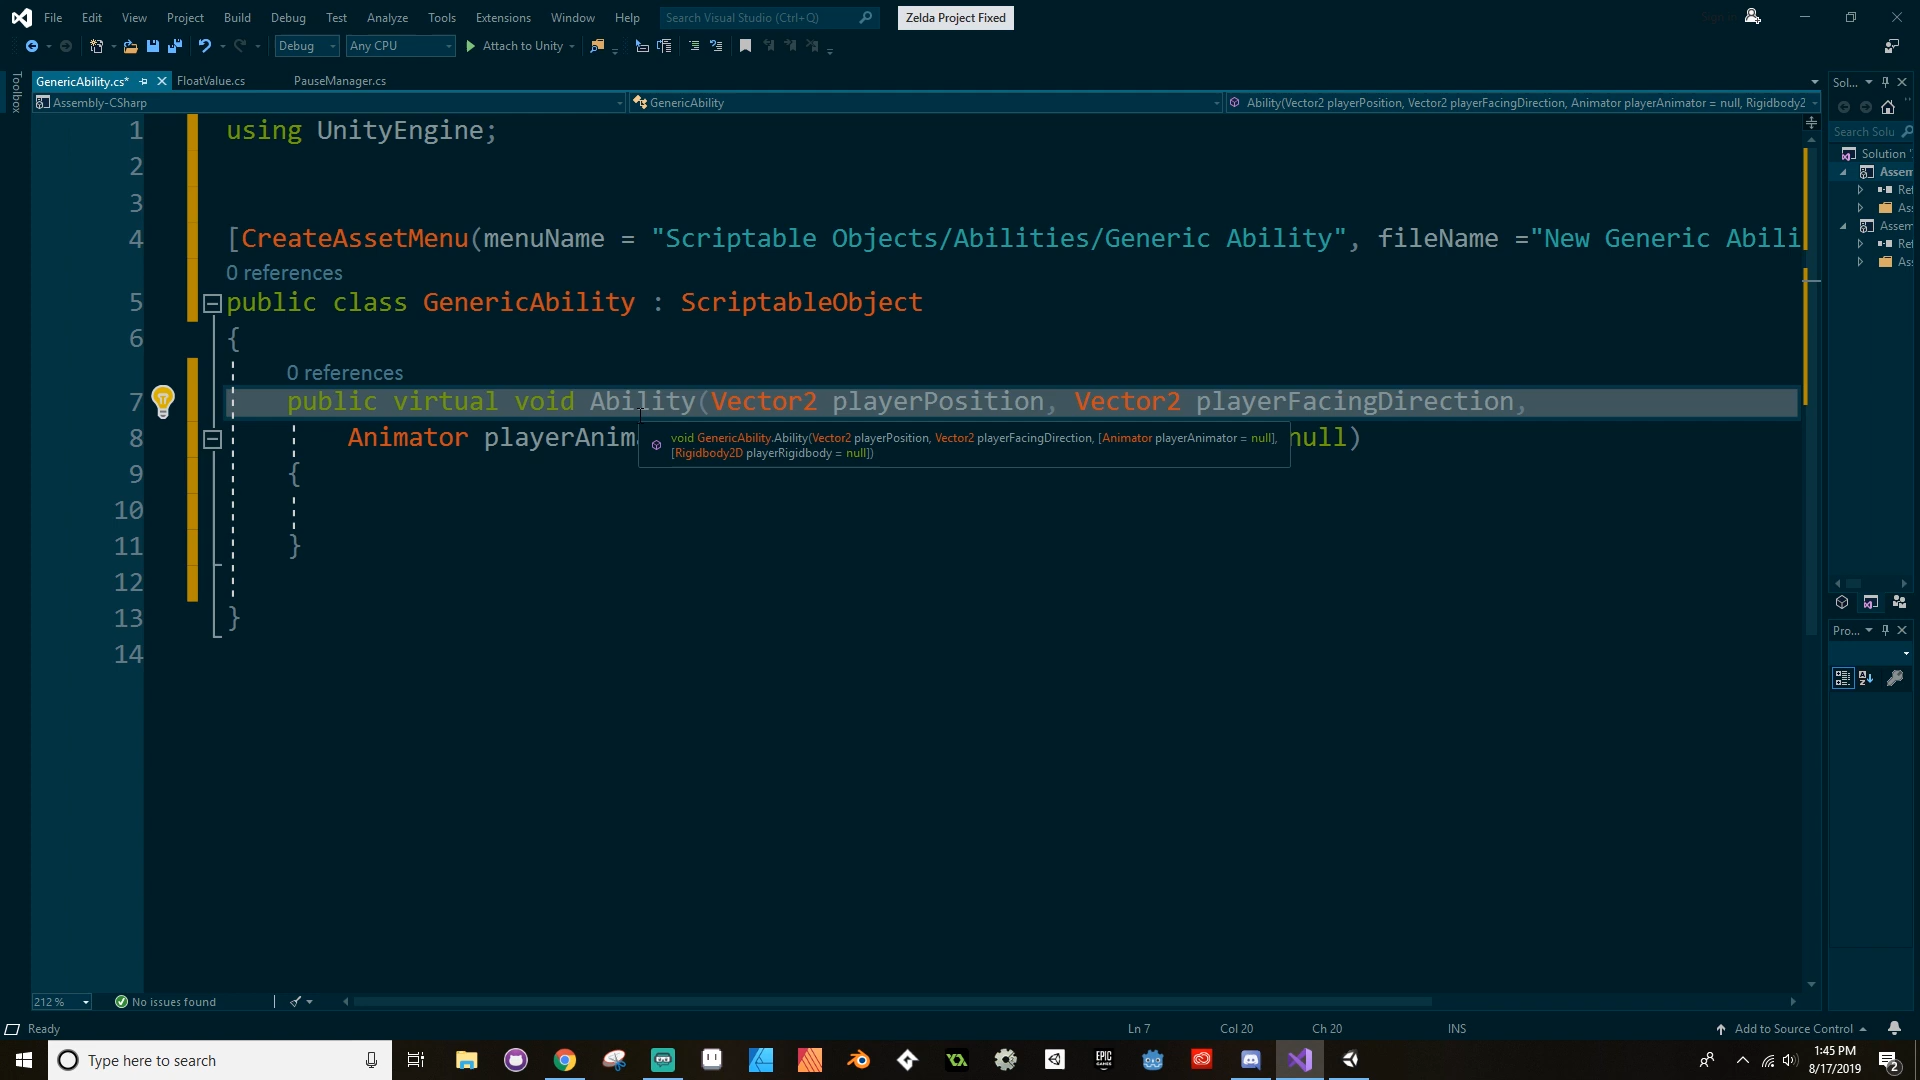 File Edit View Project Build Debug Test Analyze Tools Extensions Window Help Search Visual Studio (Ctrl+Q) Zelda Project Fixed
Debug Any CPU Attach to Unity
Toolbox
GenericAbility.cs* FloatValue.cs PauseManager.cs
Assembly-CSharp GenericAbility Ability(Vector2 playerPosition, Vector2 playerFacingDirection, Animator playerAnimator = null, Rigidbody2
1 using UnityEngine;
2
3
4 [CreateAssetMenu(menuName = "Scriptable Objects/Abilities/Generic Ability", fileName ="New Generic Abili
0 references
5 public class GenericAbility : ScriptableObject
6 {
0 references
7 public virtual void Ability(Vector2 playerPosition, Vector2 playerFacingDirection,
8 Animator playerAnima null)
void GenericAbility.Ability(Vector2 playerPosition, Vector2 playerFacingDirection, [Animator playerAnimator = null],
[Rigidbody2D playerRigidbody = null])
9 {
10
11 }
12
13 }
14
Sol...
Search Solu
Solution '
Assem
Ref
Ass
Assem
Ref
Ass
Pro...
212 % No issues found
Ready Ln 7 Col 20 Ch 20 INS Add to Source Control
Type here to search
EPIC GAMES
1:45 PM
8/17/2019
2